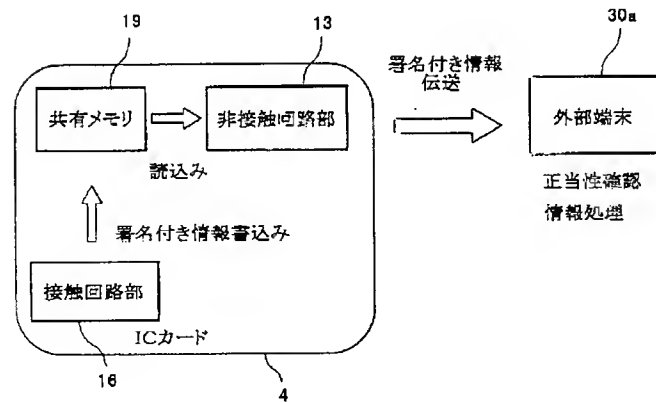 19
13
30a
共有メモリ
非接触回路部
署名付き情報
伝送
外部端末
読込み
正当性確認
情報処理
署名付き情報書込み
接触回路部
ICカード
16
4